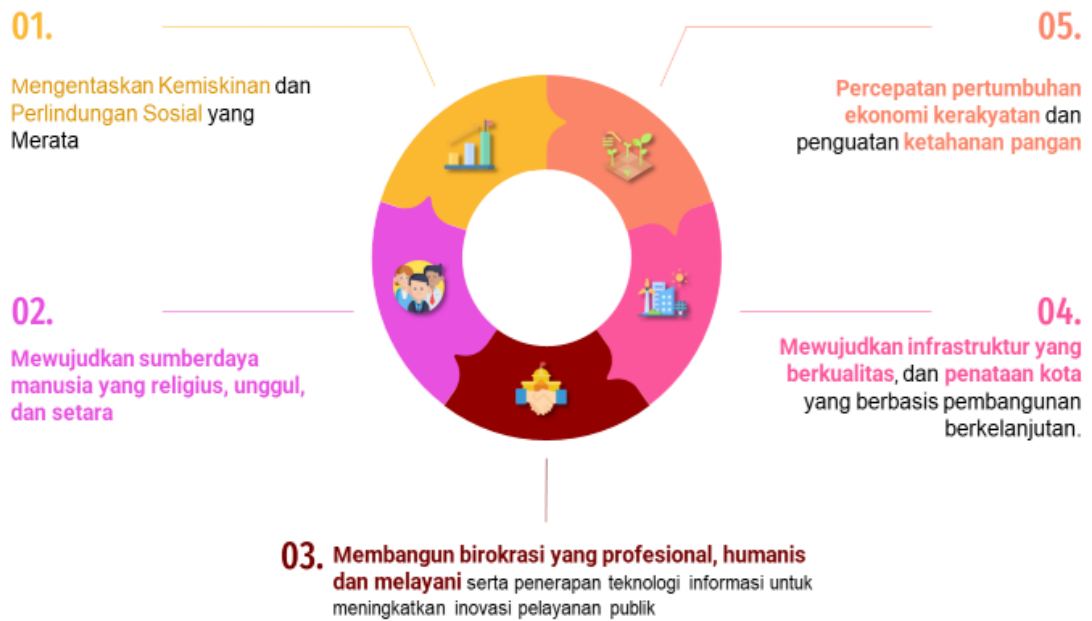 01.
Mengentaskan Kemiskinan dan
Perlindungan Sosial yang
Merata
02.
Mewujudkan sumberdaya
manusia yang religius, unggul,
dan setara
03.
Membangun birokrasi yang profesional, humanis
dan melayani serta penerapan teknologi informasi untuk
meningkatkan inovasi pelayanan publik
04.
Mewujudkan infrastruktur yang
berkualitas, dan penataan kota
yang berbasis pembangunan
berkelanjutan.
05.
Percepatan pertumbuhan
ekonomi kerakyatan dan
penguatan ketahanan pangan